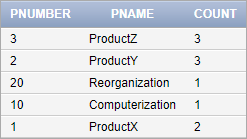 PNUMBER PNAME COUNT
3 ProductZ 3
2 ProductY 3
20 Reorganization 1
10 Computerization 1
1 ProductX 2